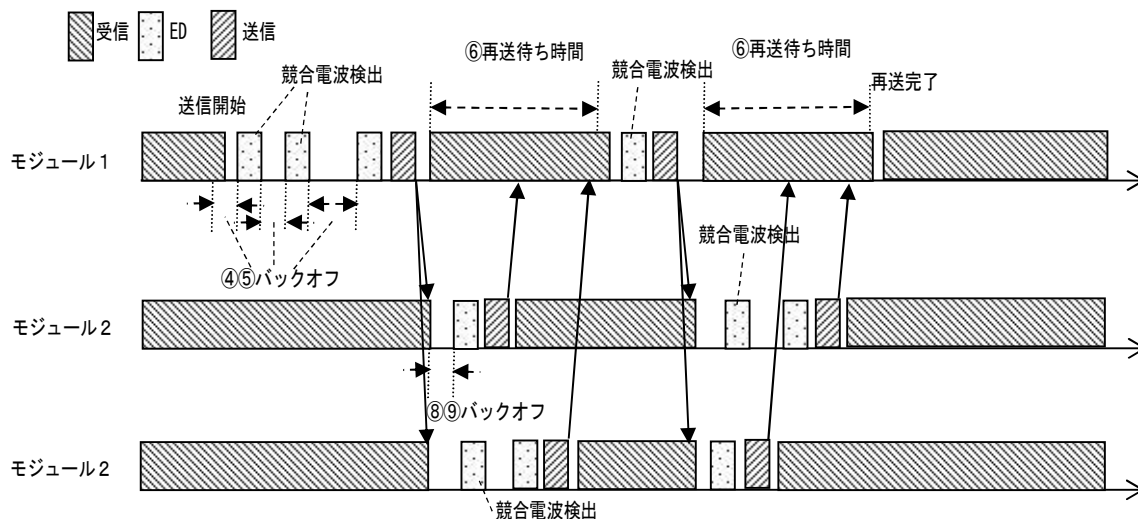 受信 ED 送信
⑥再送待ち時間
⑥再送待ち時間
競合電波検出
競合電波検出
再送完了
送信開始
モジュール1
④⑤バックオフ
競合電波検出
モジュール2
⑧⑨バックオフ
モジュール2
競合電波検出